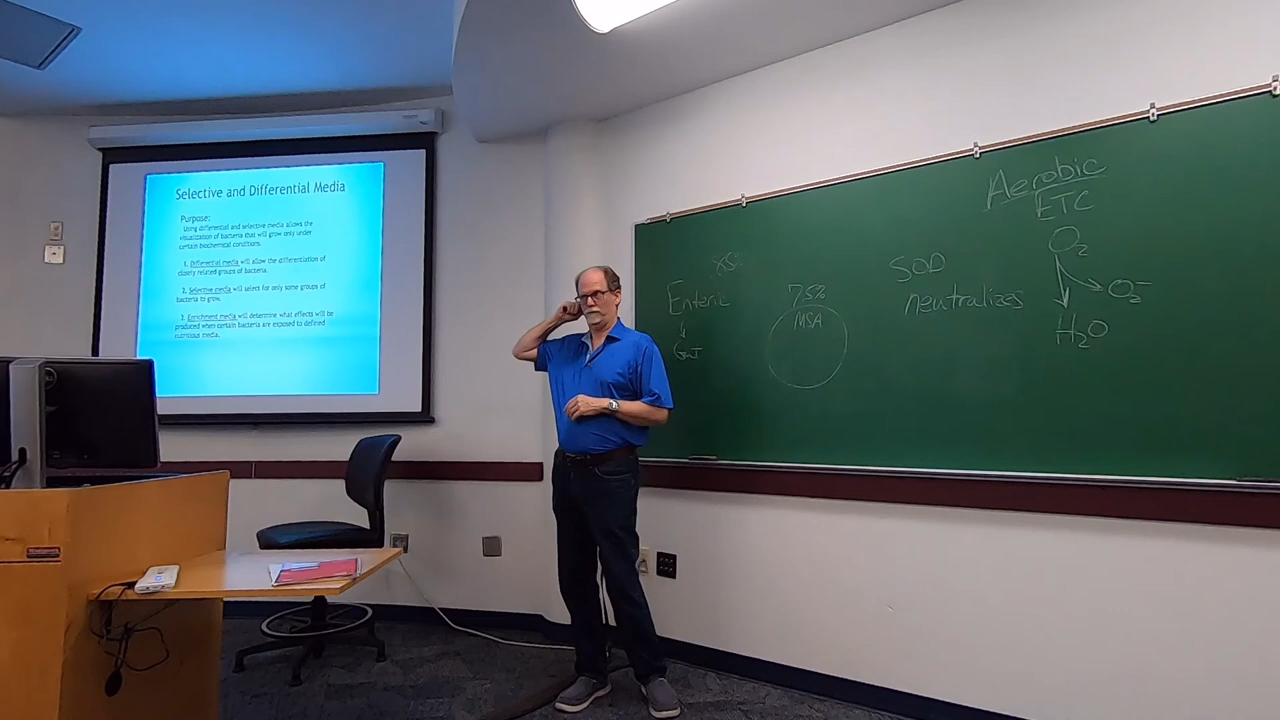 Selective and Differential Media
Purpose:
Using differential and selective media allows the
visualization of bacteria that will grow only under
certain biochemical conditions.
1. Differential media will allow the differentiation of
closely related groups of bacteria.
2. Selective media will select for only some groups of
bacteria to grow.
3. Enrichment media will determine what effects will be
produced when certain bacteria are exposed to defined
nutritious media.
Enteric
Gut
7.5%
MSA
SOD
neutralizes
Aerobic
ETC
O₂
O₂⁻
H₂O